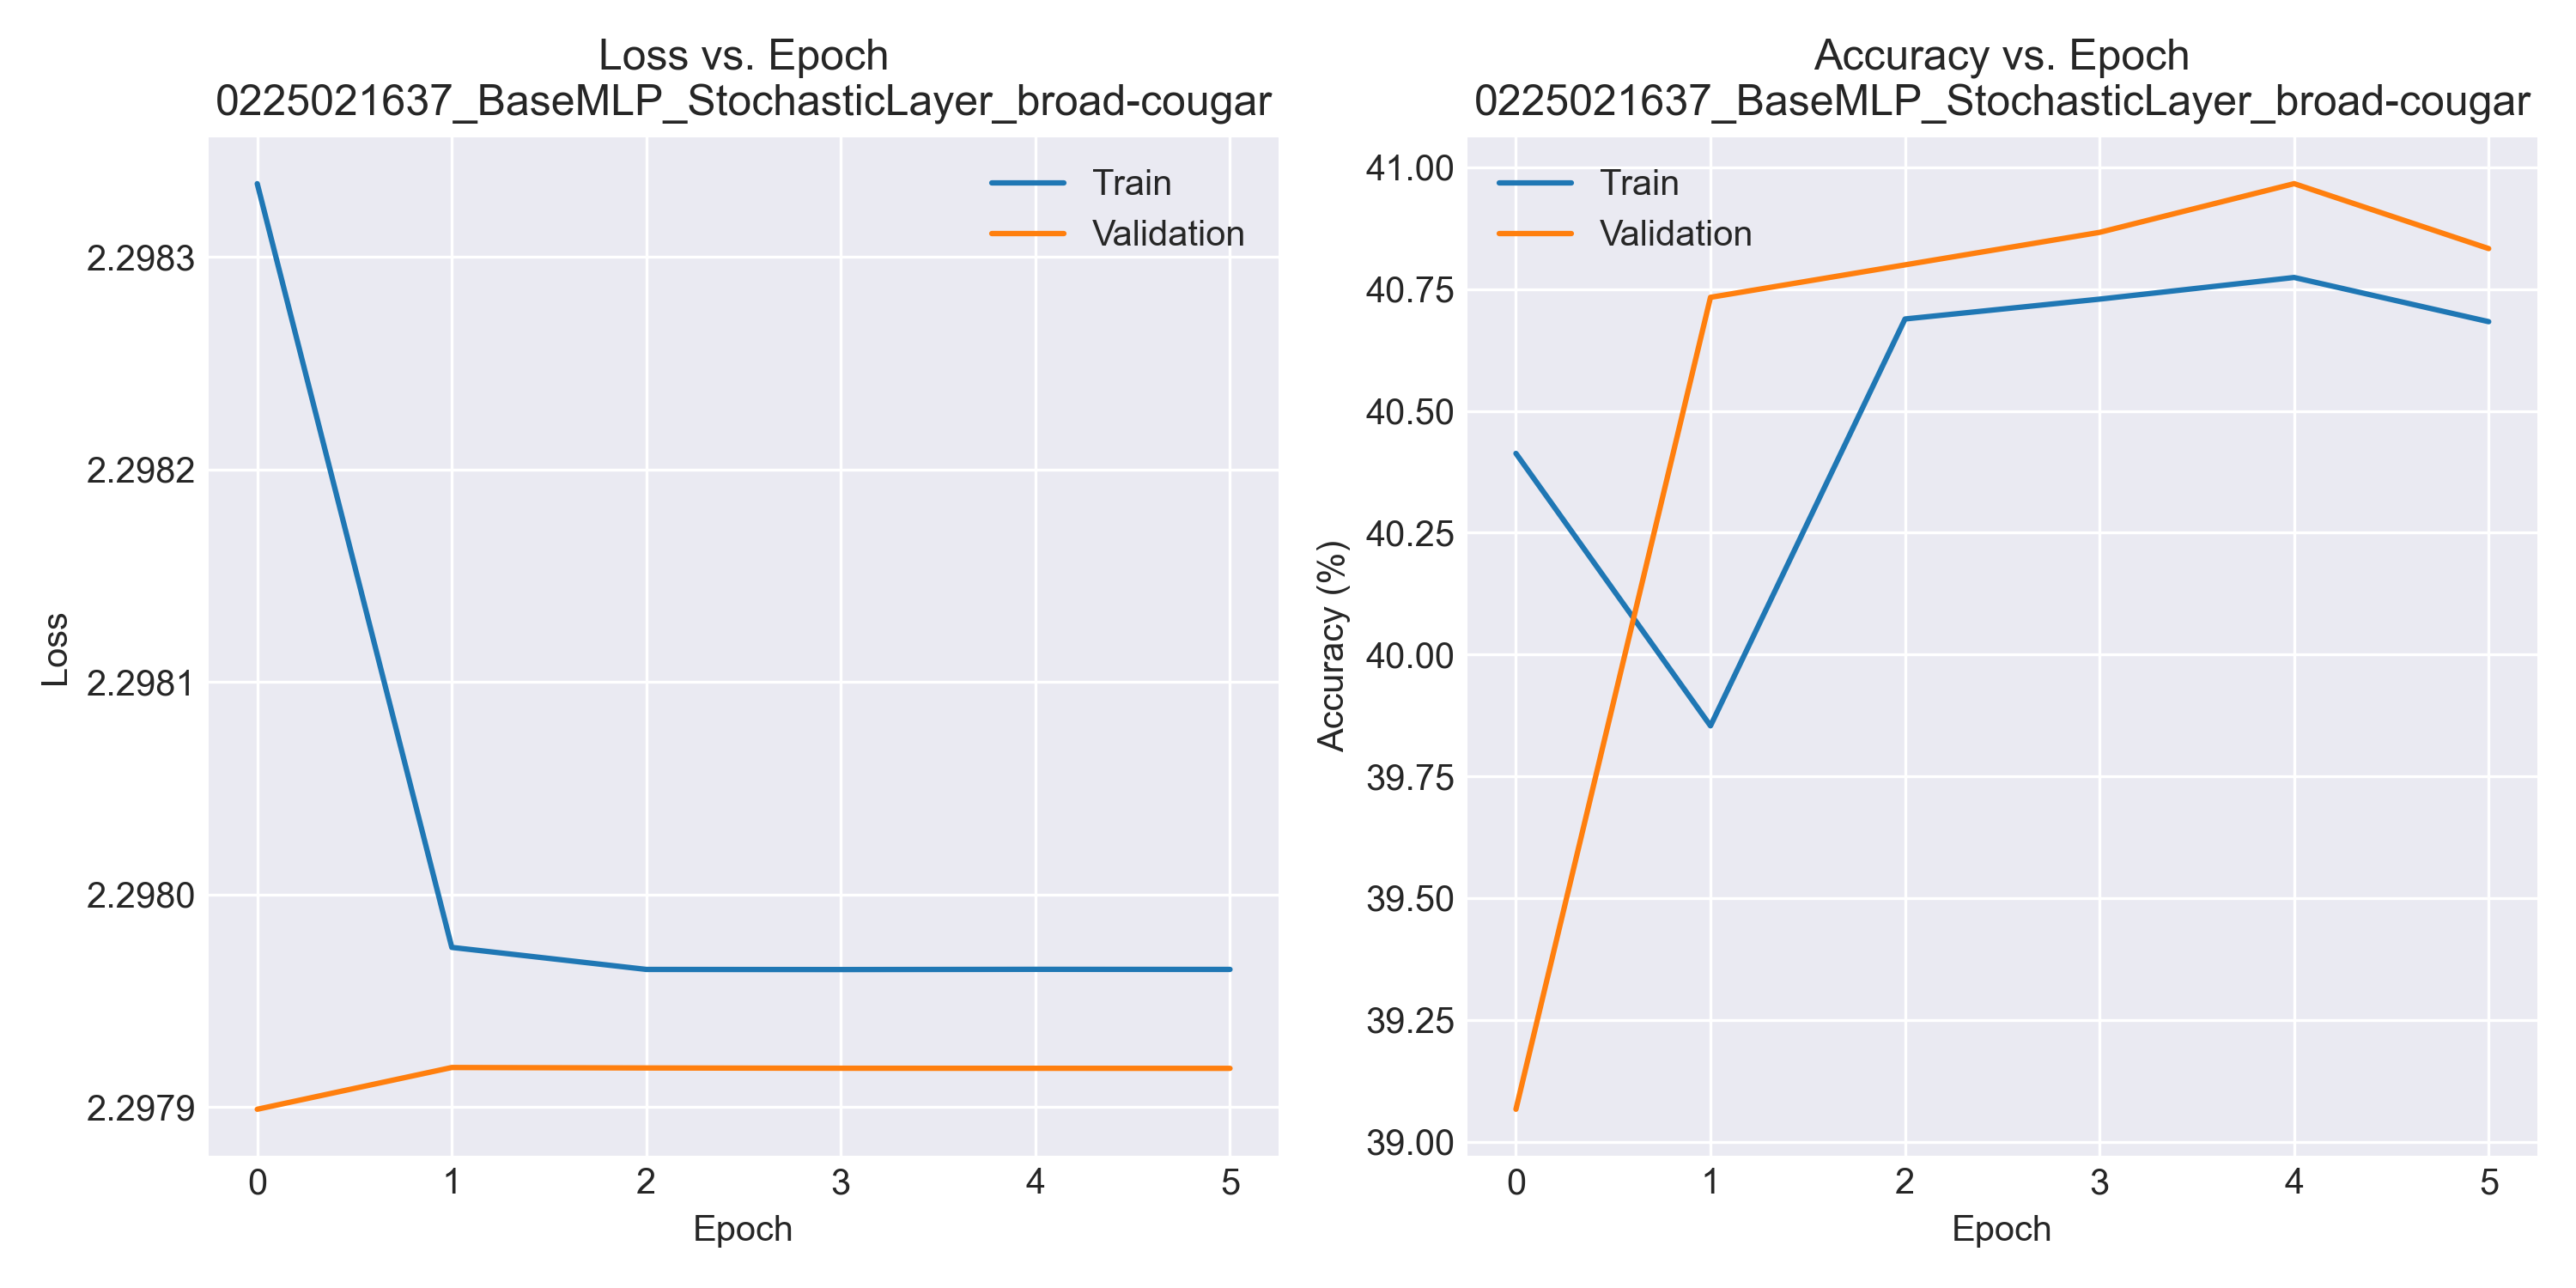 Loss vs. Epoch
0225021637_BaseMLP_StochasticLayer_broad-cougar
Train
Validation
2.2983
2.2982
2.2981
2.2980
2.2979
Loss
0 1 2 3 4 5
Epoch
Accuracy vs. Epoch
0225021637_BaseMLP_StochasticLayer_broad-cougar
Train
Validation
41.00
40.75
40.50
40.25
40.00
39.75
39.50
39.25
39.00
Accuracy (%)
0 1 2 3 4 5
Epoch